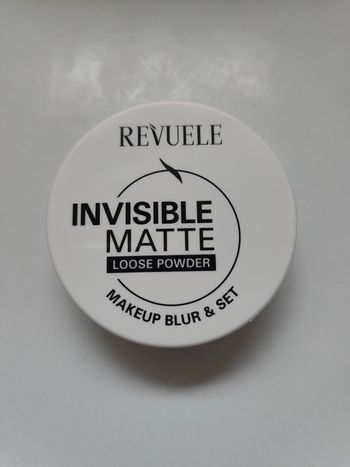 REVUELE
INVISIBLE
MATTE
LOOSE POWDER
MAKEUP BLUR & SET